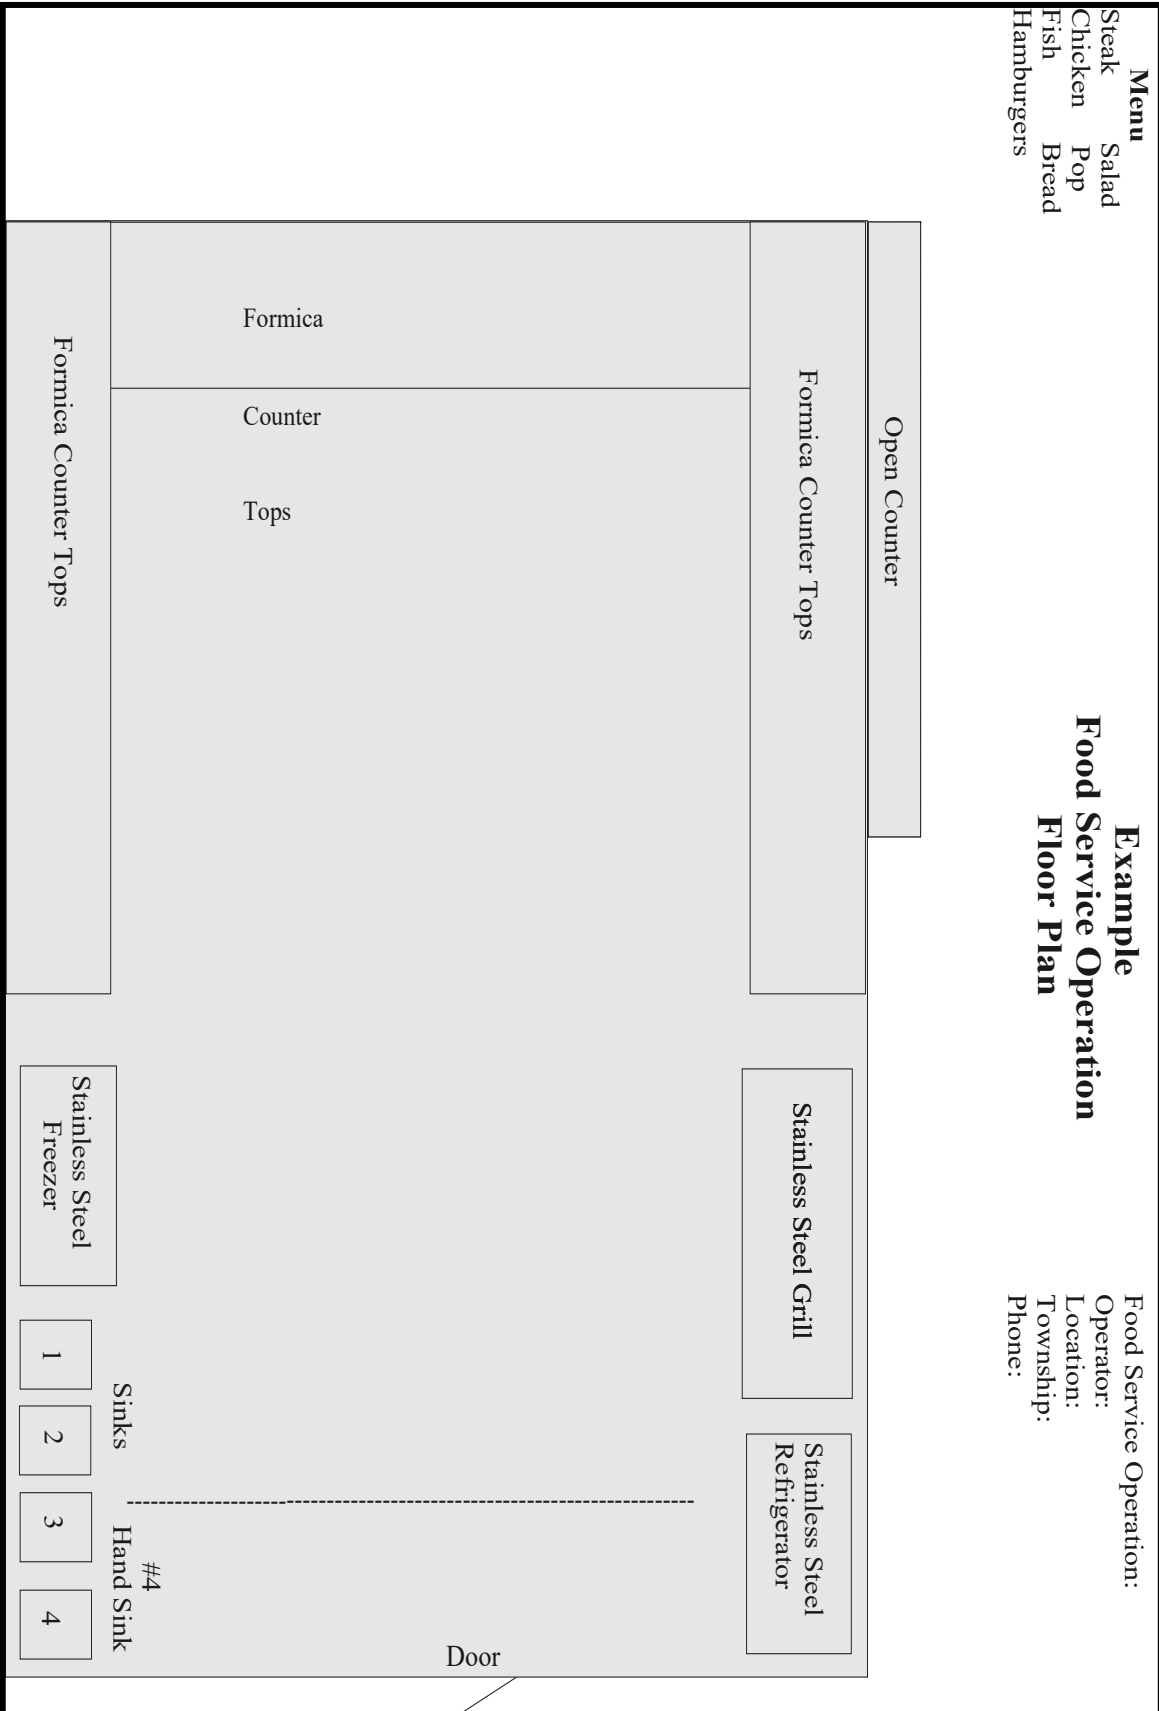 Menu
Steak Salad
Chicken Pop
Fish Bread
Hamburgers
Example
Food Service Operation
Floor Plan
Food Service Operation:
Operator:
Location:
Township:
Phone:
Open Counter
Formica Counter Tops
Stainless Steel Grill
Stainless Steel
Refrigerator
Formica
Counter
Tops
Door
Formica Counter Tops
Stainless Steel
Freezer
Sinks
#4
Hand Sink
1
2
3
4